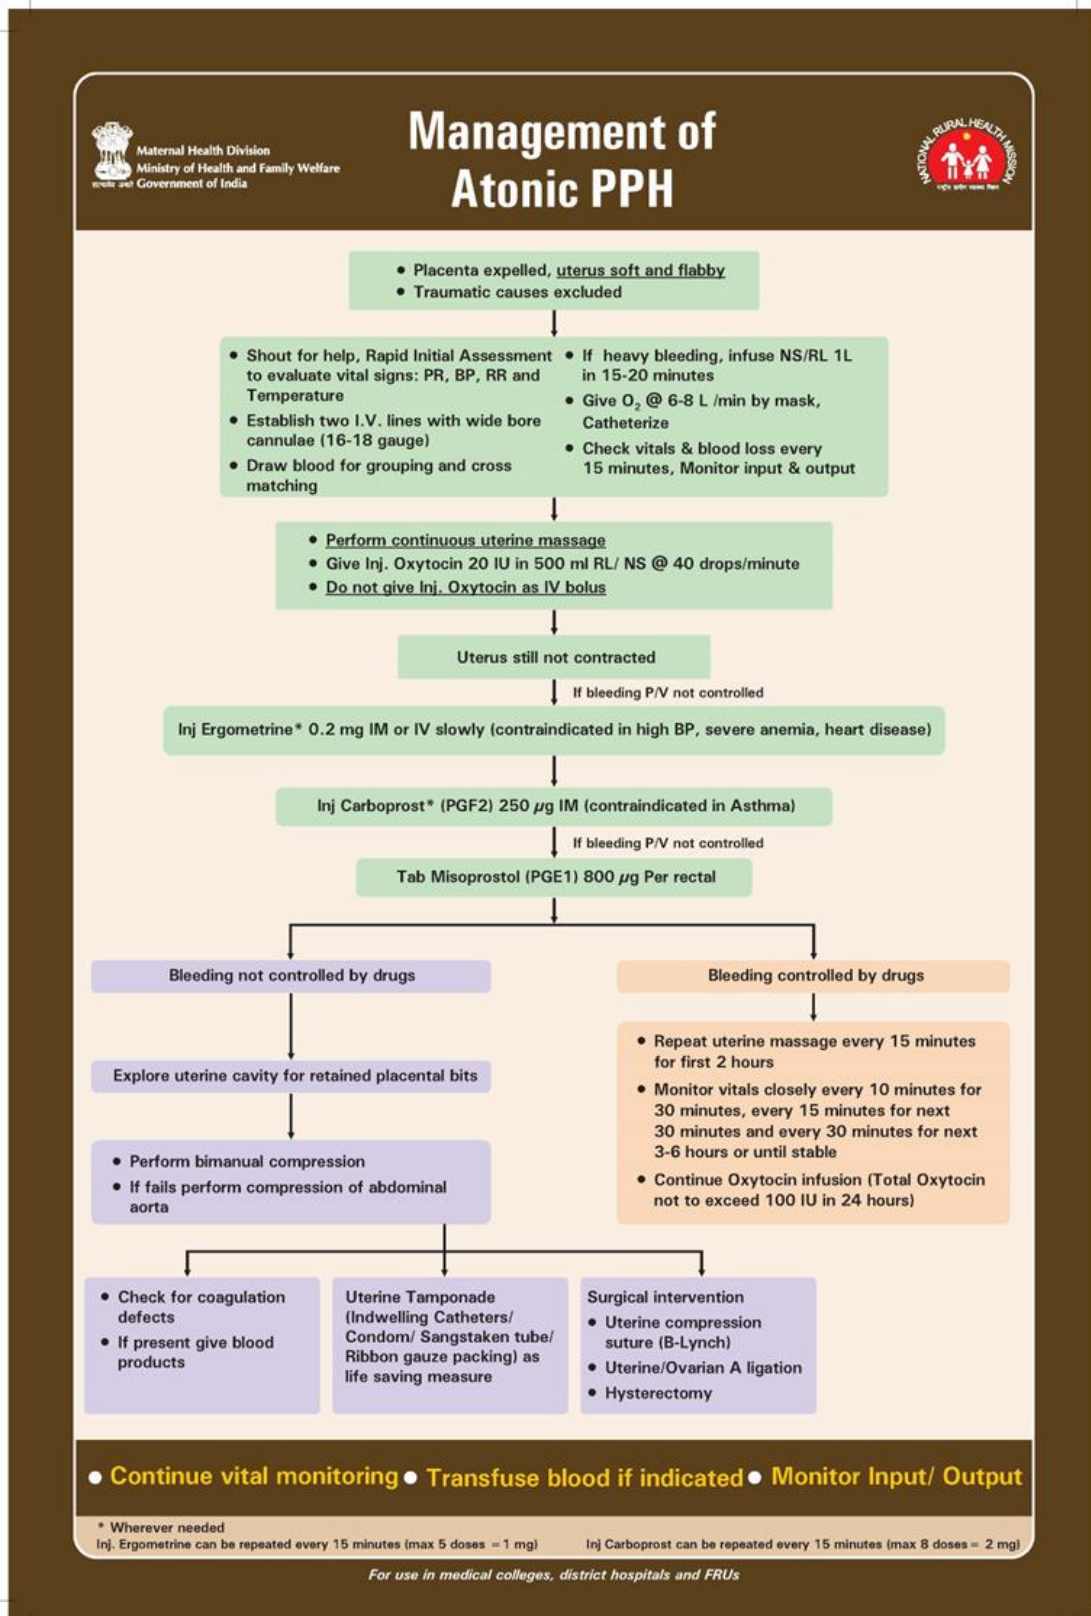 Maternal Health Division
Ministry of Health and Family Welfare
सत्यमेव जयते Government of India
Management of
Atonic PPH
NATIONAL RURAL HEALTH MISSION
राष्ट्रीय ग्रामीण स्वास्थ्य मिशन
• Placenta expelled, uterus soft and flabby
• Traumatic causes excluded
• Shout for help, Rapid Initial Assessment
to evaluate vital signs: PR, BP, RR and
Temperature
• Establish two I.V. lines with wide bore
cannulae (16-18 gauge)
• Draw blood for grouping and cross
matching
• If heavy bleeding, infuse NS/RL 1L
in 15-20 minutes
• Give O₂ @ 6-8 L /min by mask,
Catheterize
• Check vitals & blood loss every
15 minutes, Monitor input & output
• Perform continuous uterine massage
• Give Inj. Oxytocin 20 IU in 500 ml RL/ NS @ 40 drops/minute
• Do not give Inj. Oxytocin as IV bolus
Uterus still not contracted
If bleeding P/V not controlled
Inj Ergometrine* 0.2 mg IM or IV slowly (contraindicated in high BP, severe anemia, heart disease)
Inj Carboprost* (PGF2) 250 µg IM (contraindicated in Asthma)
If bleeding P/V not controlled
Tab Misoprostol (PGE1) 800 µg Per rectal
Bleeding not controlled by drugs
Explore uterine cavity for retained placental bits
• Perform bimanual compression
• If fails perform compression of abdominal
aorta
Bleeding controlled by drugs
• Repeat uterine massage every 15 minutes
for first 2 hours
• Monitor vitals closely every 10 minutes for
30 minutes, every 15 minutes for next
30 minutes and every 30 minutes for next
3-6 hours or until stable
• Continue Oxytocin infusion (Total Oxytocin
not to exceed 100 IU in 24 hours)
• Check for coagulation
defects
• If present give blood
products
Uterine Tamponade
(Indwelling Catheters/
Condom/ Sangstaken tube/
Ribbon gauze packing) as
life saving measure
Surgical intervention
• Uterine compression
suture (B-Lynch)
• Uterine/Ovarian A ligation
• Hysterectomy
• Continue vital monitoring • Transfuse blood if indicated • Monitor Input/ Output
* Wherever needed
Inj. Ergometrine can be repeated every 15 minutes (max 5 doses = 1 mg)
Inj Carboprost can be repeated every 15 minutes (max 8 doses = 2 mg)
For use in medical colleges, district hospitals and FRUs